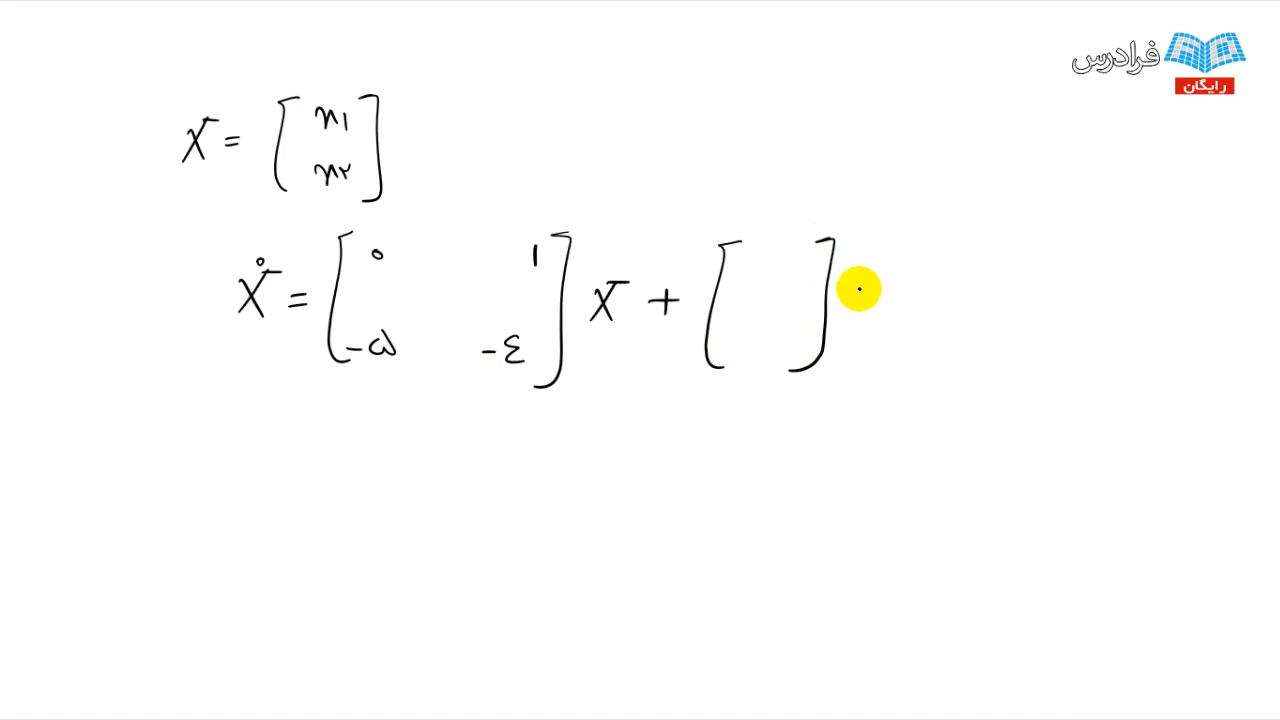 فرادرس
رایگان
X = [ x۱
x۲ ]
Ẋ = [ ۰ ۱
-۵ -۴ ] X + [ ]